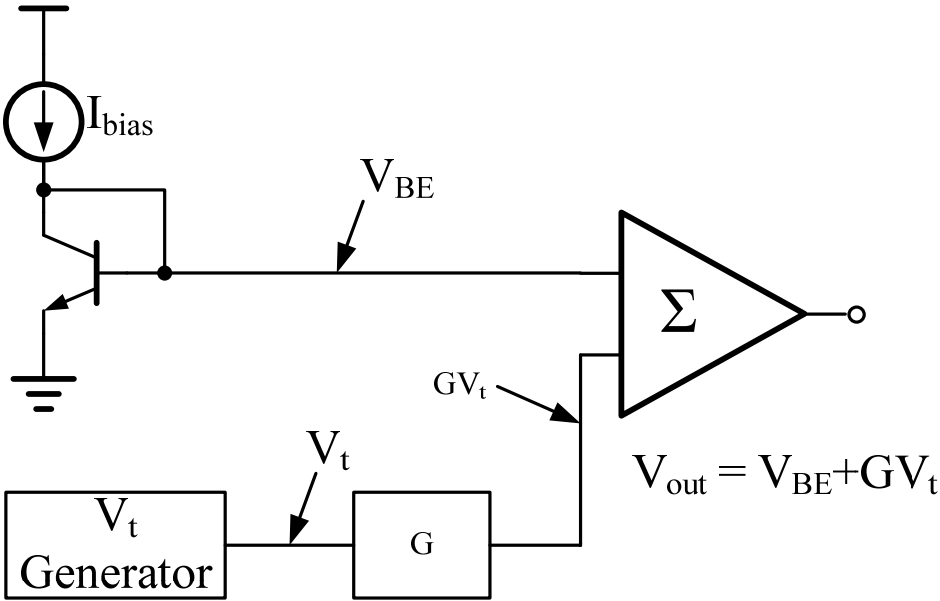 I_bias
V_BE
Σ
GV_t
V_t
V_out = V_BE+GV_t
V_t
Generator
G